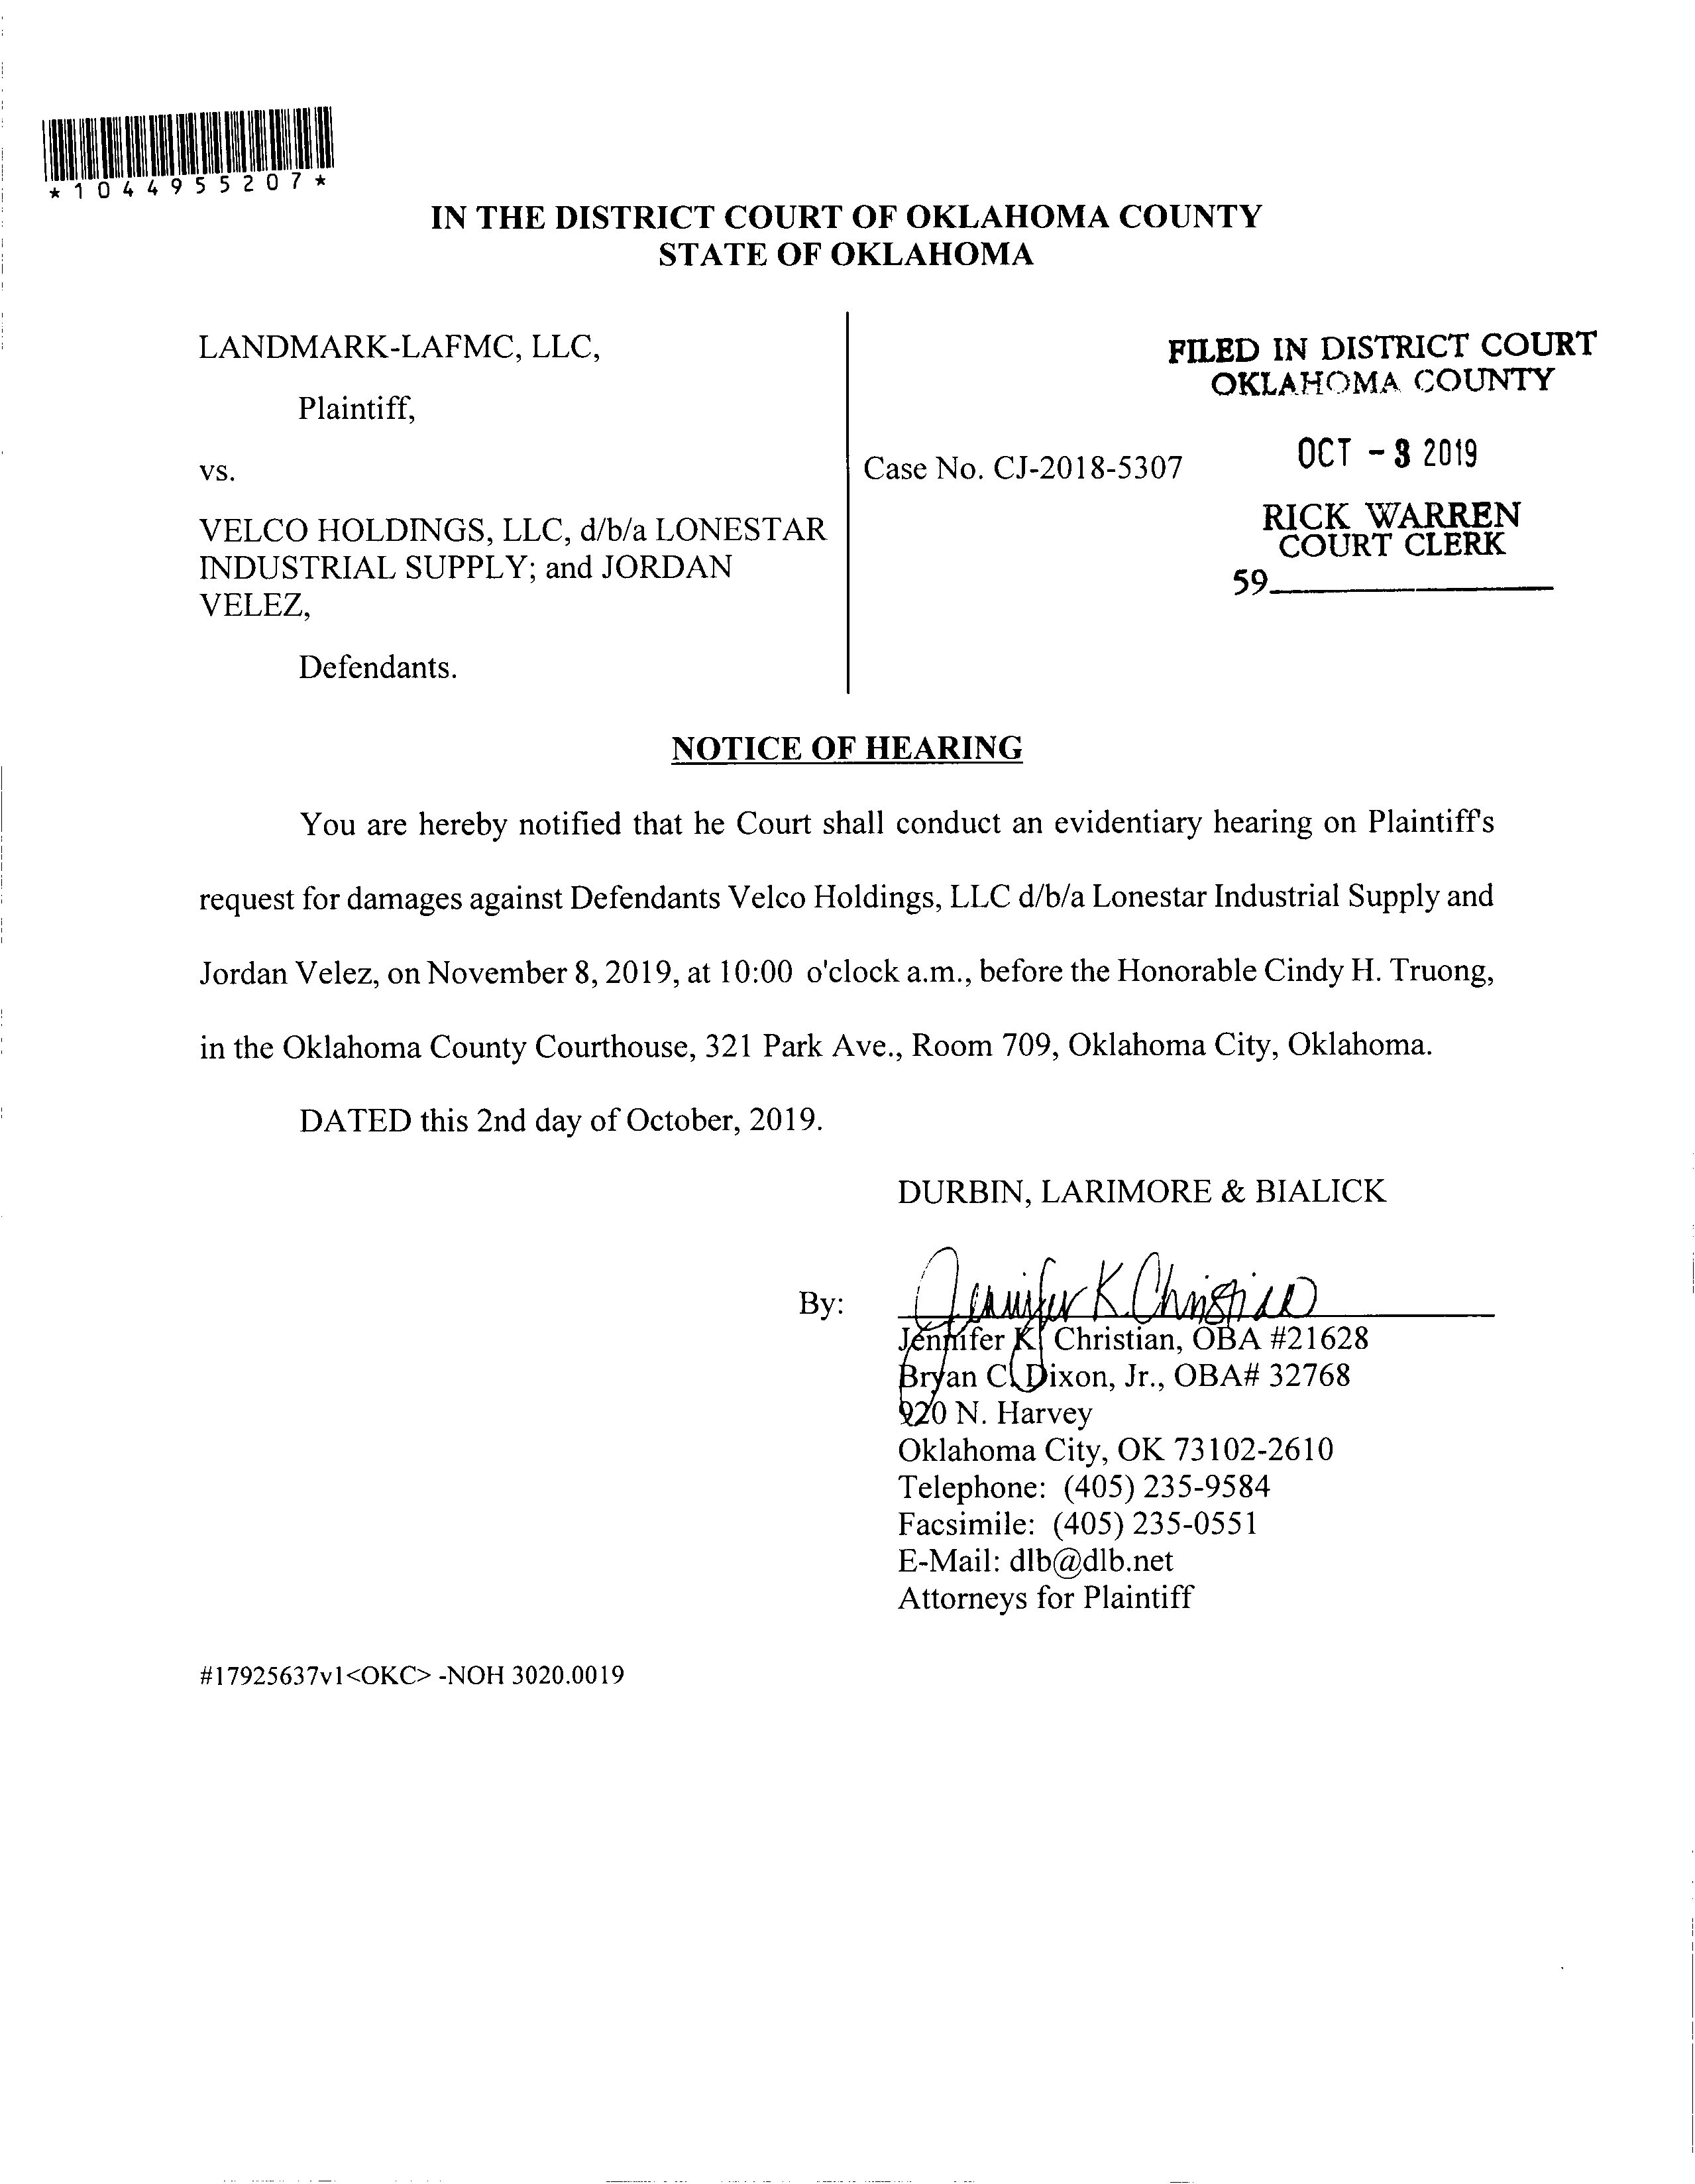 *1044955207*
IN THE DISTRICT COURT OF OKLAHOMA COUNTY
STATE OF OKLAHOMA
LANDMARK-LAFMC, LLC,
Plaintiff,
vs.
VELCO HOLDINGS, LLC, d/b/a LONESTAR
INDUSTRIAL SUPPLY; and JORDAN
VELEZ,
Defendants.
Case No. CJ-2018-5307
FILED IN DISTRICT COURT
OKLAHOMA COUNTY
OCT - 3 2019
RICK WARREN
COURT CLERK
59
NOTICE OF HEARING
You are hereby notified that he Court shall conduct an evidentiary hearing on Plaintiff's
request for damages against Defendants Velco Holdings, LLC d/b/a Lonestar Industrial Supply and
Jordan Velez, on November 8, 2019, at 10:00 o'clock a.m., before the Honorable Cindy H. Truong,
in the Oklahoma County Courthouse, 321 Park Ave., Room 709, Oklahoma City, Oklahoma.
DATED this 2nd day of October, 2019.
DURBIN, LARIMORE & BIALICK
By: Jennifer K. Christian
Jennifer K. Christian, OBA #21628
Bryan C. Dixon, Jr., OBA# 32768
920 N. Harvey
Oklahoma City, OK 73102-2610
Telephone: (405) 235-9584
Facsimile: (405) 235-0551
E-Mail: dlb@dlb.net
Attorneys for Plaintiff
#17925637v1<OKC> -NOH 3020.0019